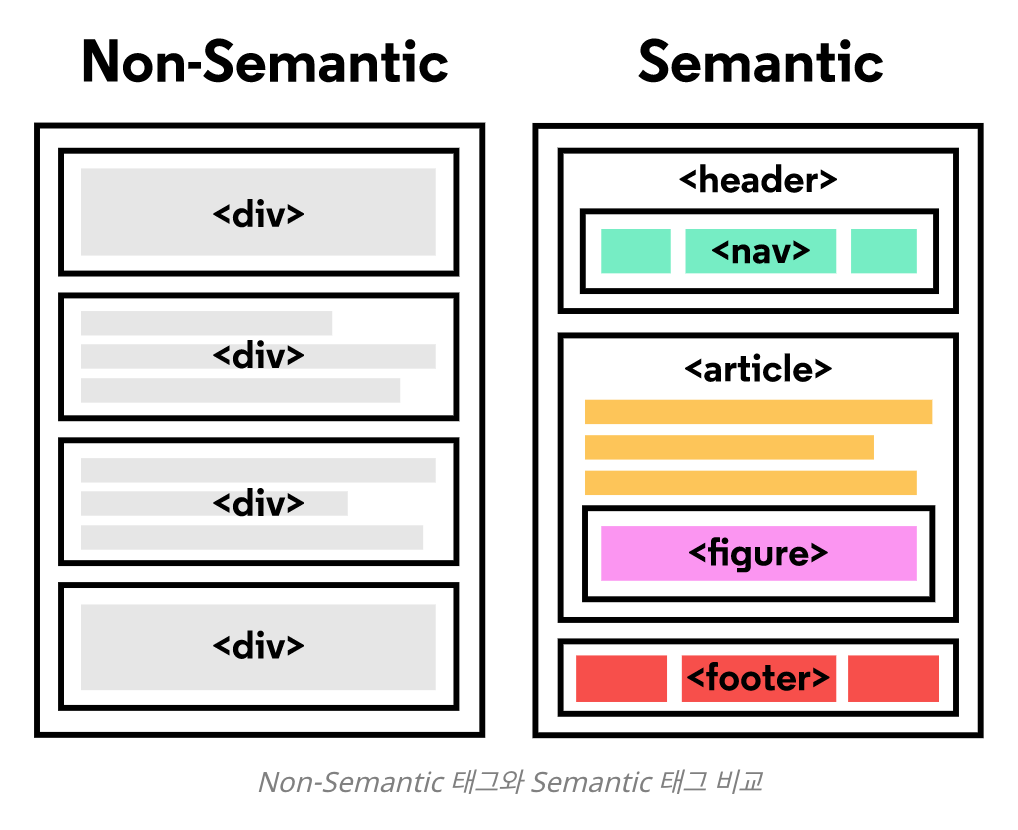 Non-Semantic
<div>
<div>
<div>
<div>
Semantic
<header>
<nav>
<article>
<figure>
<footer>
Non-Semantic 태그와 Semantic 태그 비교